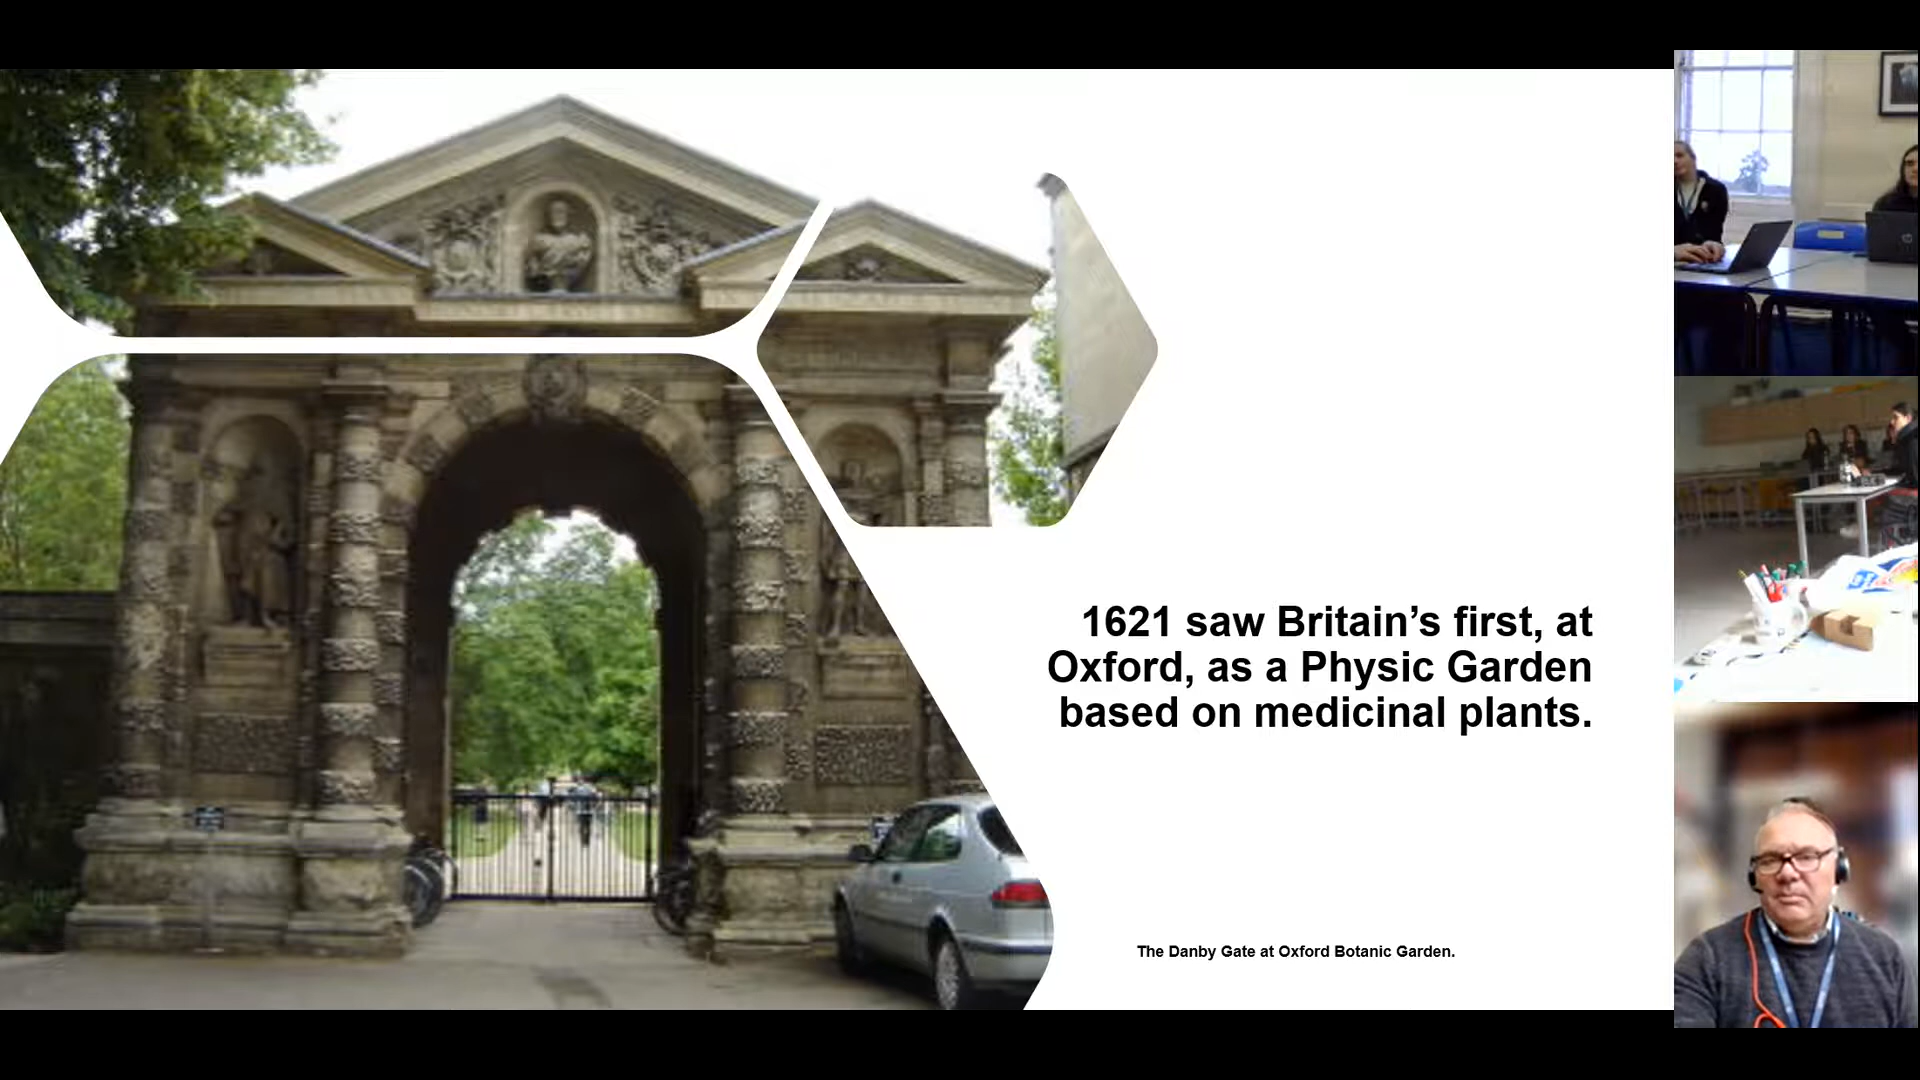 1621 saw Britain’s first, at
Oxford, as a Physic Garden
based on medicinal plants.
The Danby Gate at Oxford Botanic Garden.